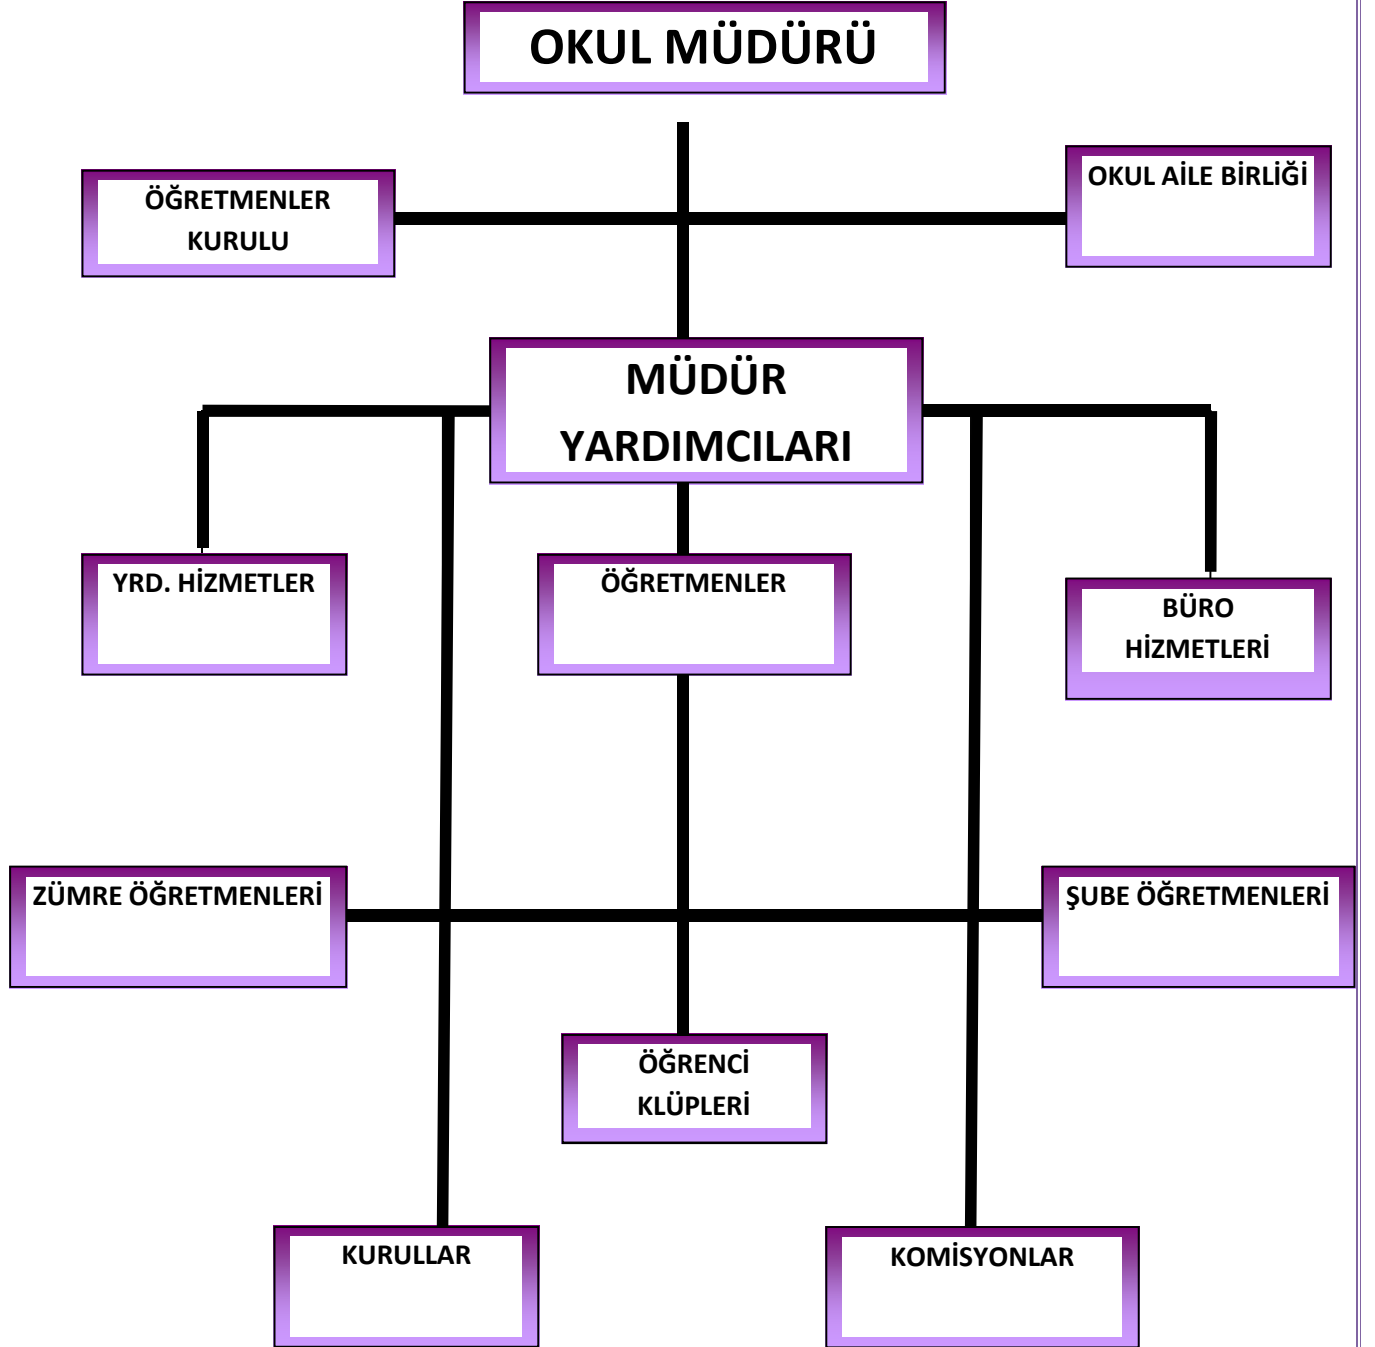 OKUL MÜDÜRÜ
ÖĞRETMENLER
KURULU
OKUL AİLE BİRLİĞİ
MÜDÜR
YARDIMCILARI
YRD. HİZMETLER
ÖĞRETMENLER
BÜRO
HİZMETLERİ
ZÜMRE ÖĞRETMENLERİ
ŞUBE ÖĞRETMENLERİ
ÖĞRENCİ
KLÜPLERİ
KURULLAR
KOMİSYONLAR